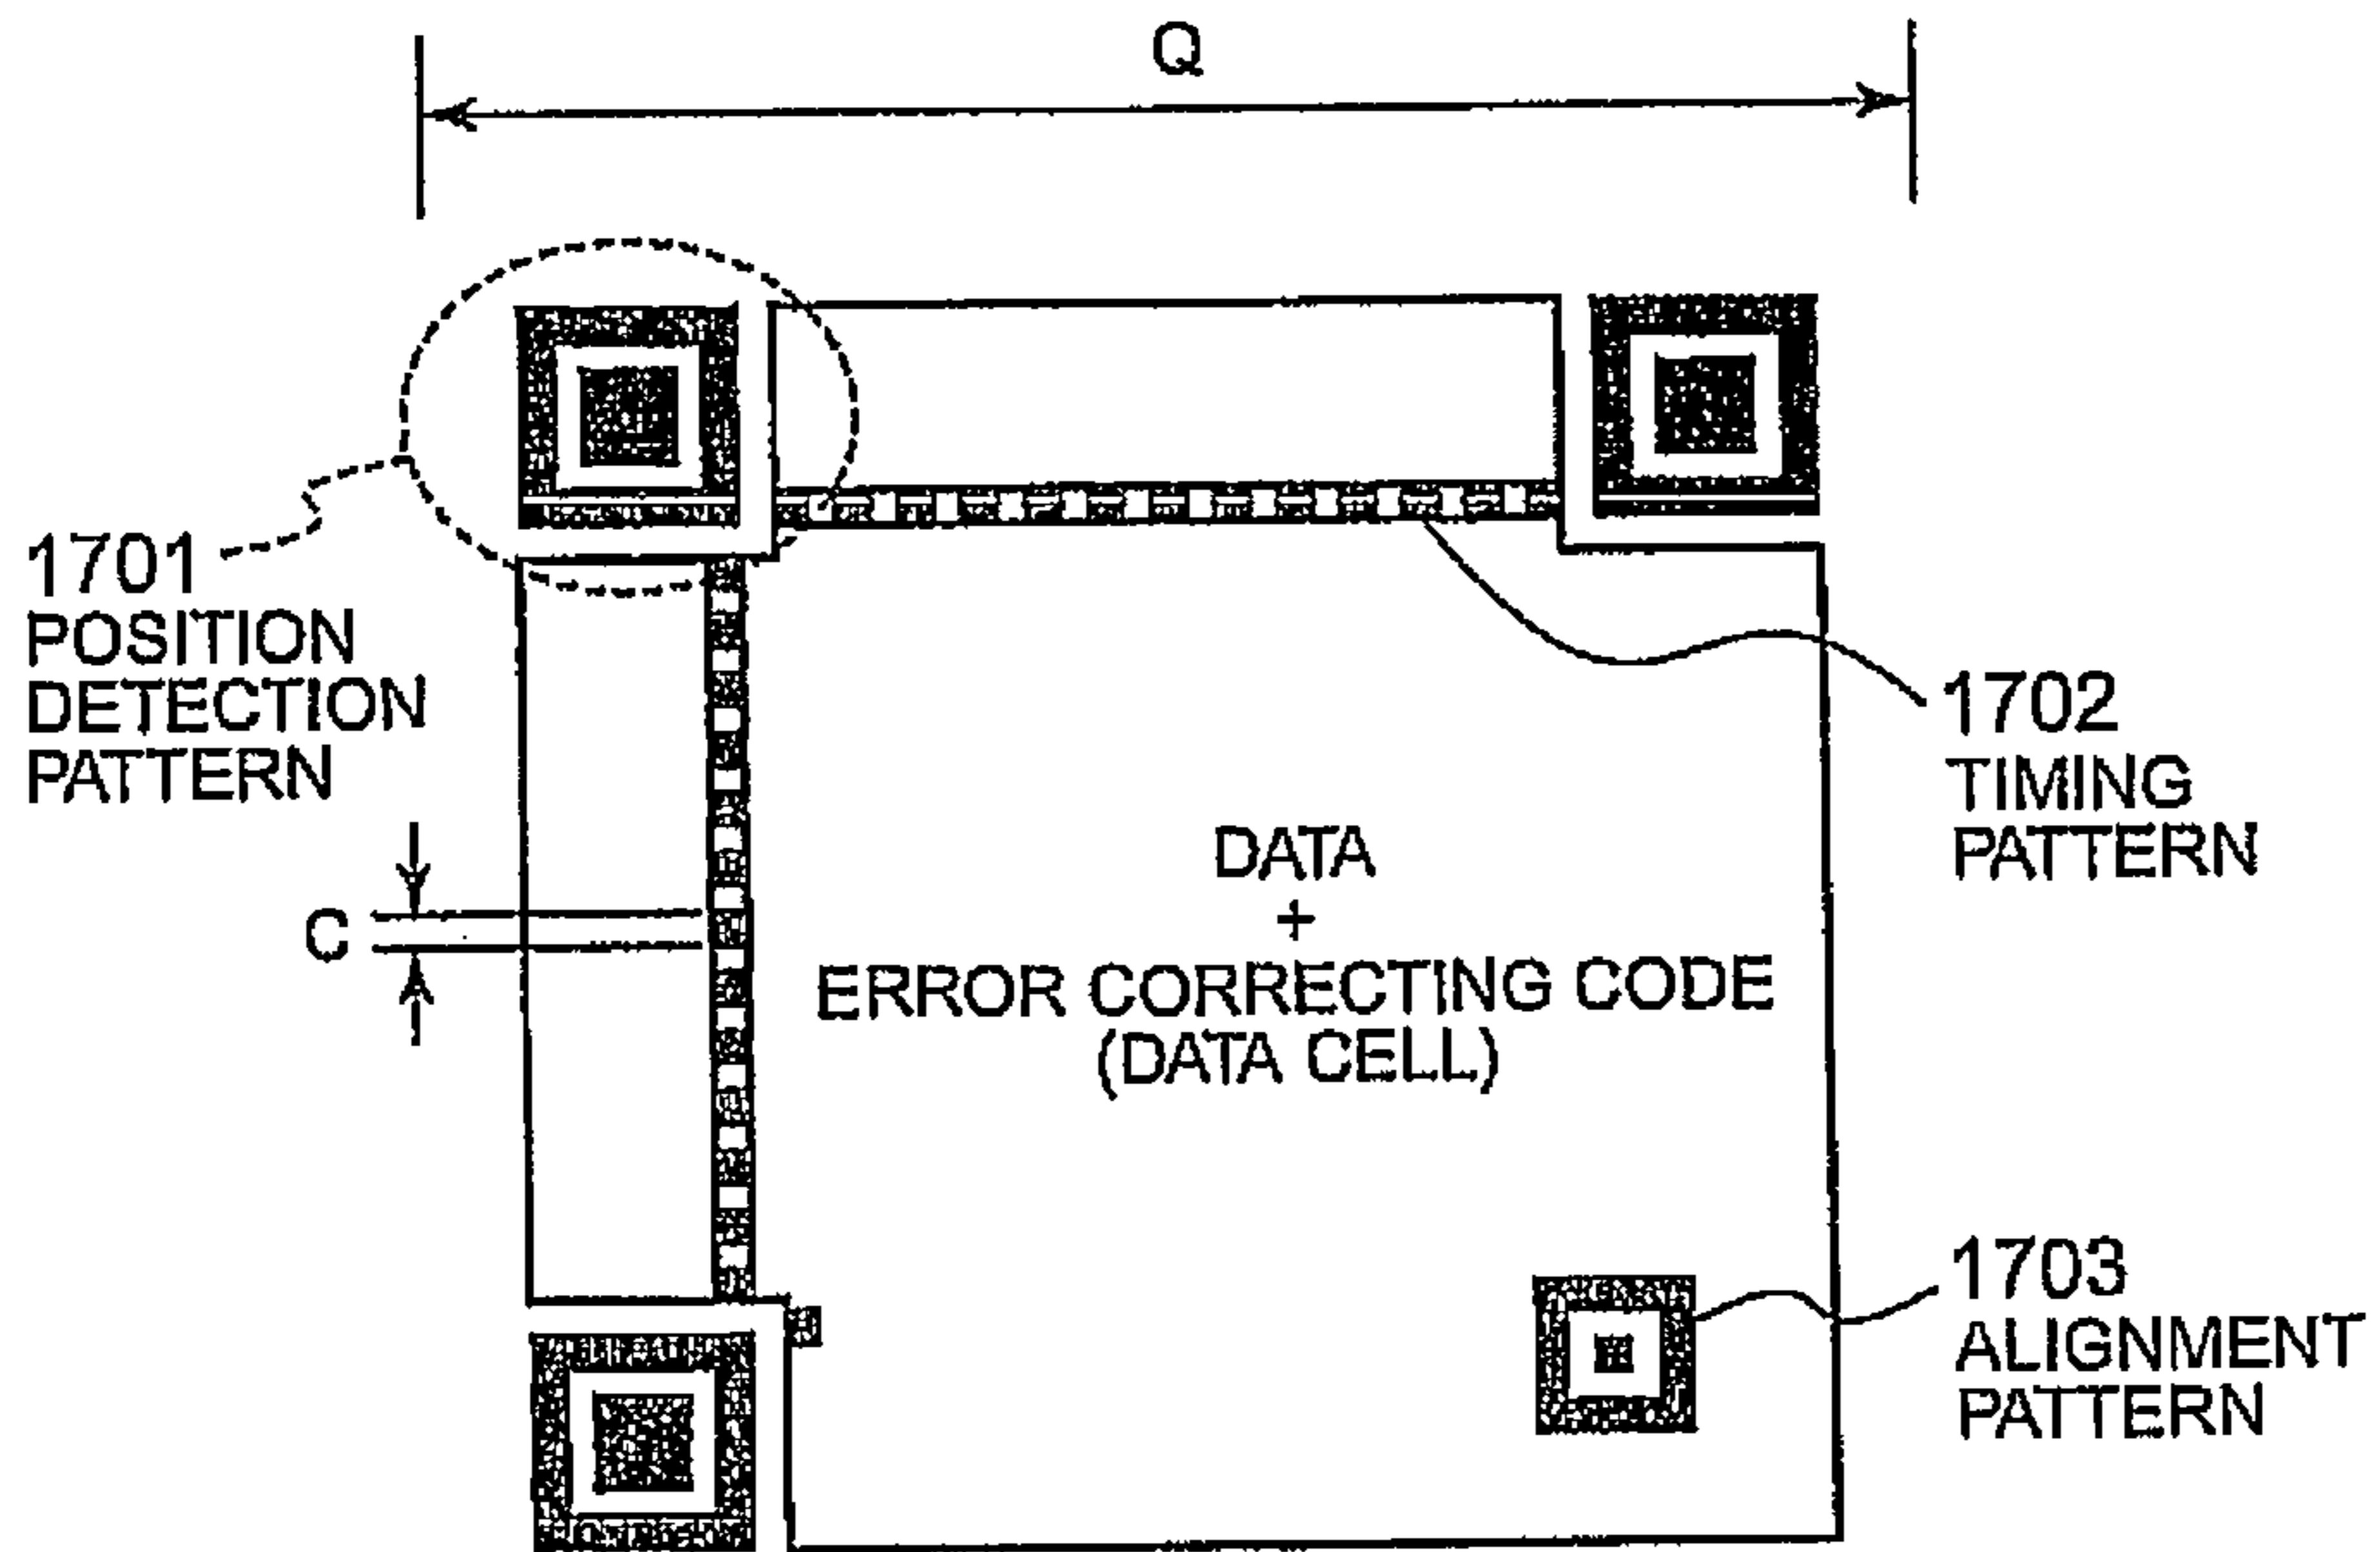 Q
1701
POSITION
DETECTION
PATTERN
1702
TIMING
PATTERN
C
DATA
+
ERROR CORRECTING CODE
(DATA CELL)
1703
ALIGNMENT
PATTERN